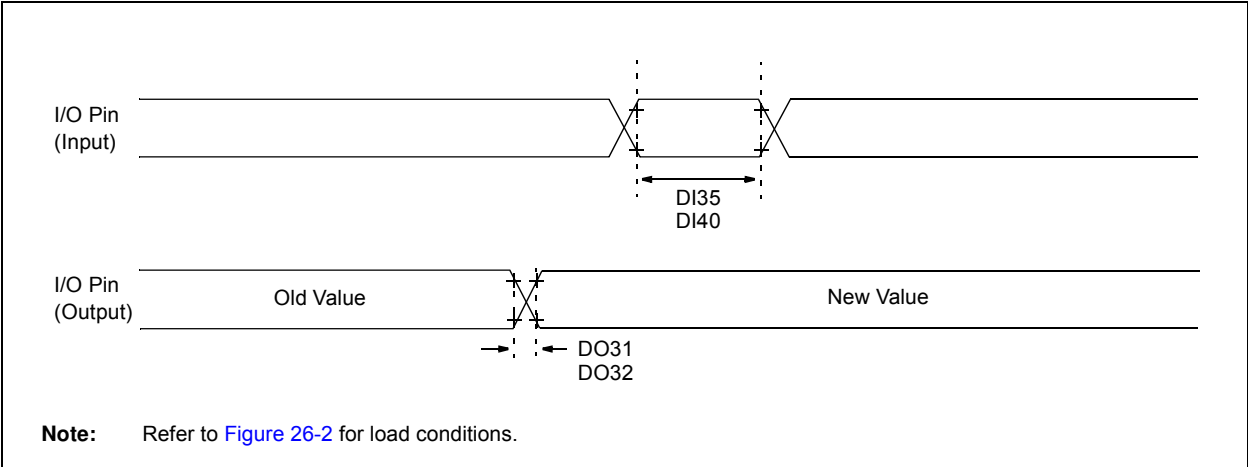 I/O Pin
(Input)
DI35
DI40
I/O Pin
(Output)
Old Value
New Value
DO31
DO32
Note: Refer to Figure 26-2 for load conditions.